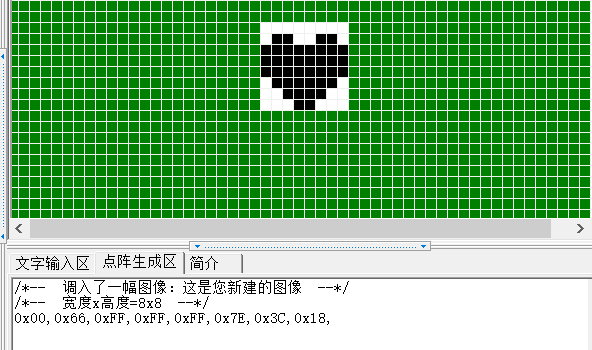 文字输入区 点阵生成区 简介
/*--  调入了一幅图像：这是您新建的图像  --*/
/*--  宽度x高度=8x8  --*/
0x00,0x66,0xFF,0xFF,0xFF,0x7E,0x3C,0x18,